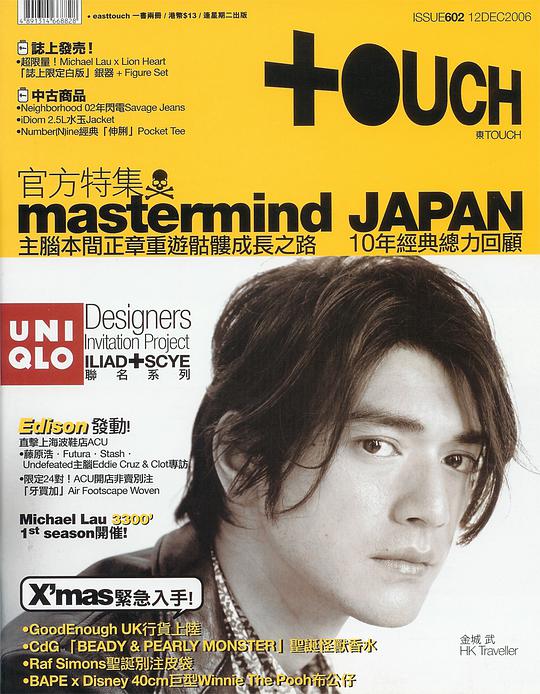 4891314668828
• easttouch 一書兩冊 / 港幣$13 / 逢星期二出版
ISSUE602 12DEC2006
誌上發売！
•超限量！Michael Lau x Lion Heart
「誌上限定白版」銀器 + Figure Set
中古商品
•Neighborhood 02年閃電Savage Jeans
•iDiom 2.5L水玉Jacket
•Number(N)ine經典「伸脷」Pocket Tee
TOUCH
東TOUCH
官方特集
mastermind JAPAN
主腦本間正章重遊骷髏成長之路 10年經典總力回顧
UNI
QLO
Designers
Invitation Project
ILIAD+SCYE
聯名系列
Edison 發動!
直擊上海波鞋店ACU
•藤原浩．Futura．Stash．
Undefeated主腦Eddie Cruz & Clot專訪
•限定24對！ACU開店非賣別注
「牙買加」Air Footscape Woven
Michael Lau 3300'
1st season開催!
X'mas緊急入手!
•GoodEnough UK行貨上陸
•CdG「BEADY & PEARLY MONSTER」聖誕怪獸香水
•Raf Simons聖誕別注皮袋
•BAPE x Disney 40cm巨型Winnie The Pooh布公仔
金城 武
HK Traveller